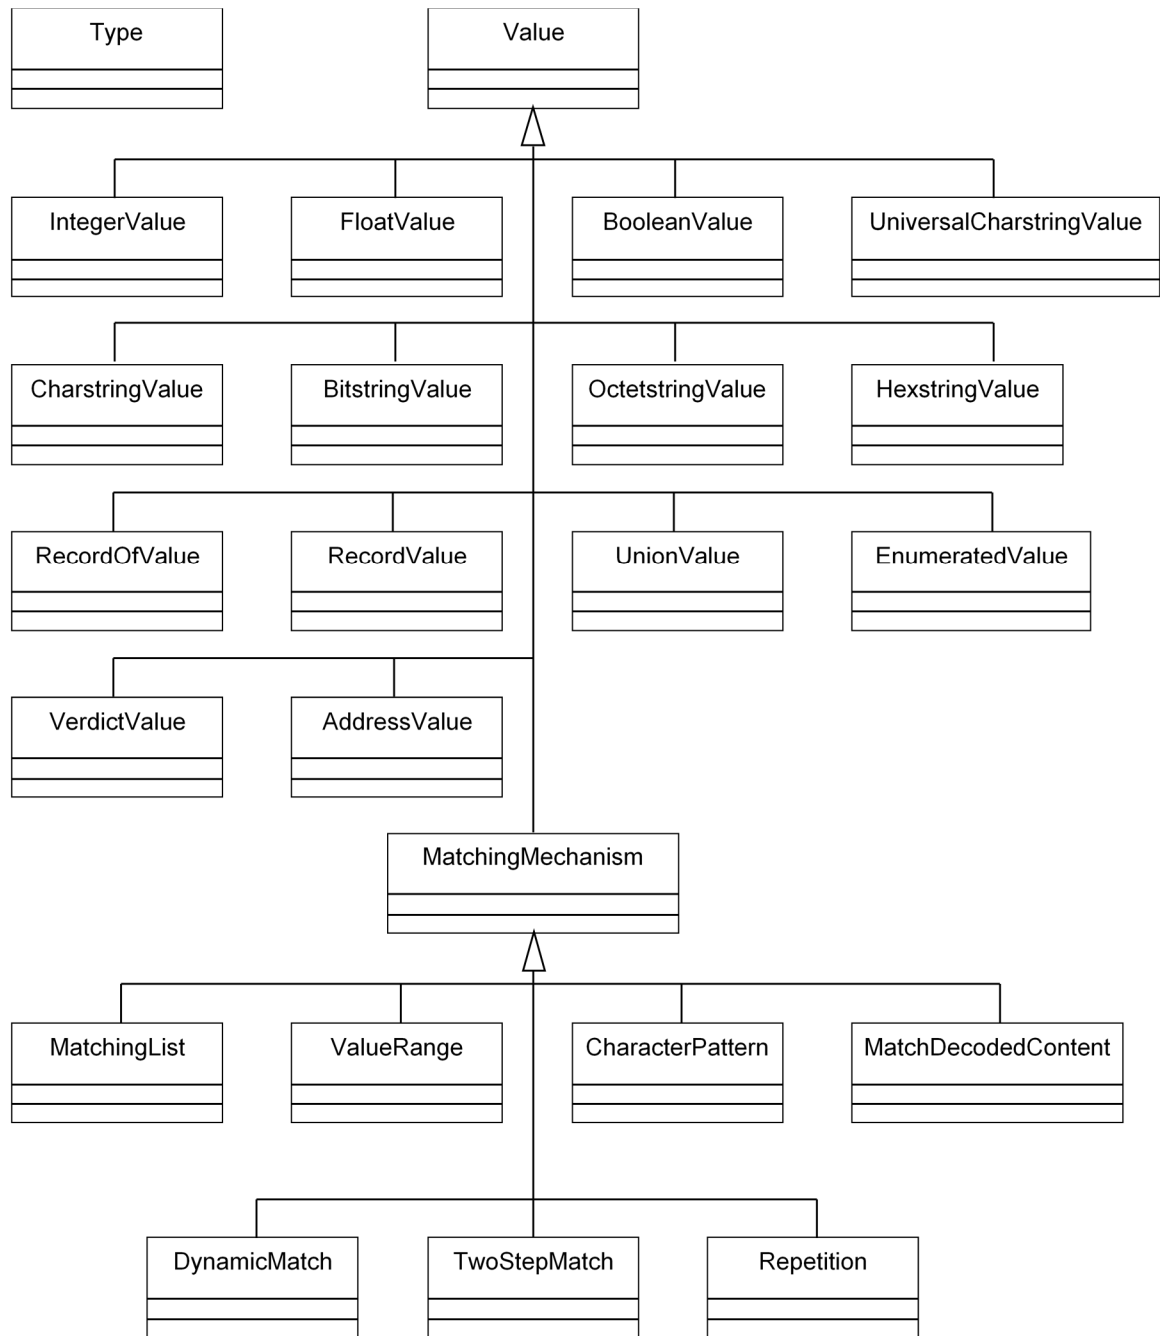 Type
Value
IntegerValue
FloatValue
BooleanValue
UniversalCharstringValue
CharstringValue
BitstringValue
OctetstringValue
HexstringValue
RecordOfValue
RecordValue
UnionValue
EnumeratedValue
VerdictValue
AddressValue
MatchingMechanism
MatchingList
ValueRange
CharacterPattern
MatchDecodedContent
DynamicMatch
TwoStepMatch
Repetition